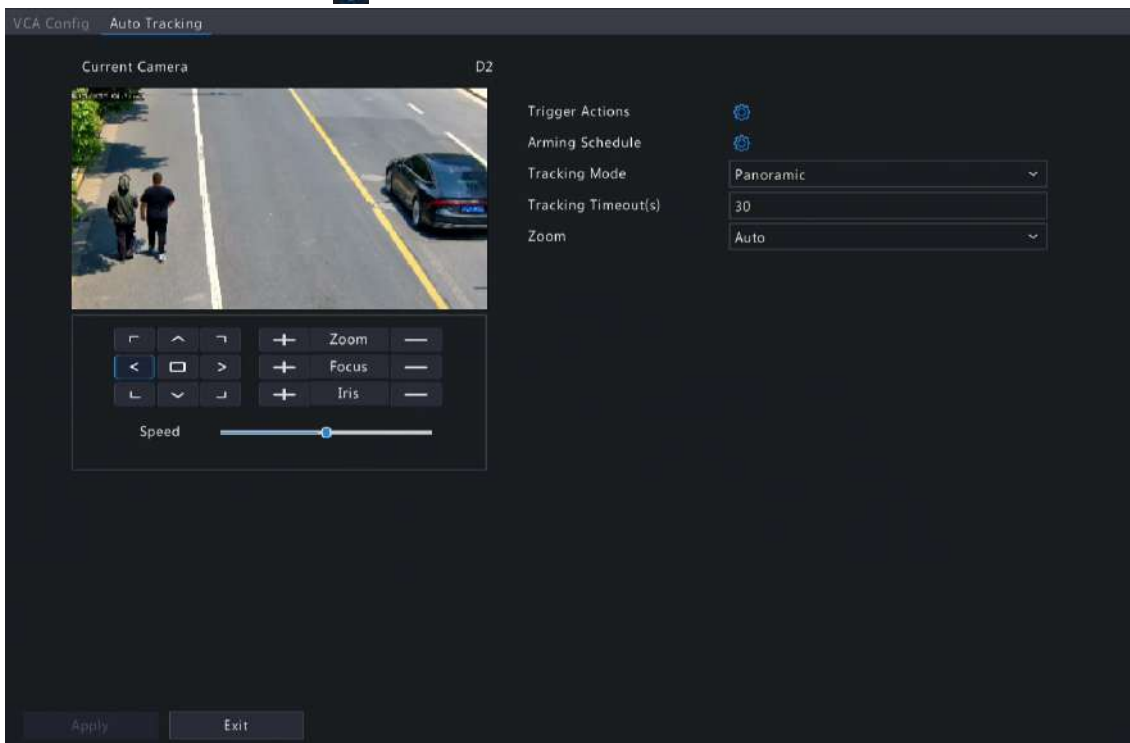 VCA Config Auto Tracking
Current Camera D2
Trigger Actions
Arming Schedule
Tracking Mode Panoramic
Tracking Timeout(s) 30
Zoom Auto
Zoom
Focus
Iris
Speed
Apply Exit